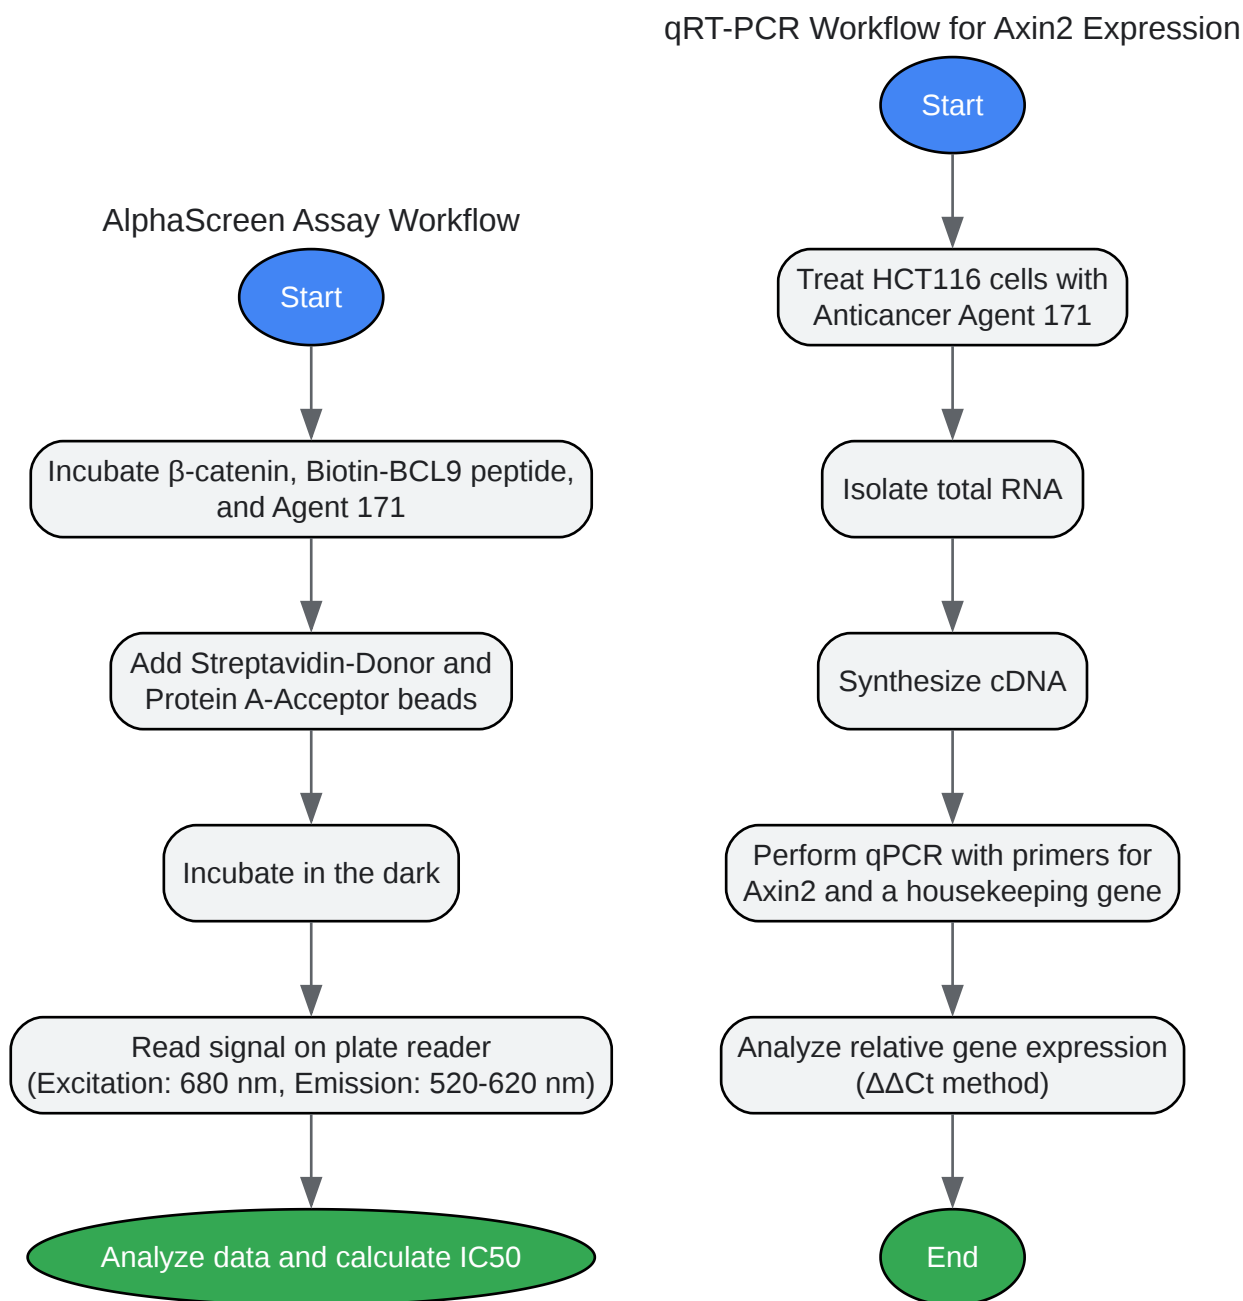 AlphaScreen Assay Workflow
Start
Incubate β-catenin, Biotin-BCL9 peptide,
and Agent 171
Add Streptavidin-Donor and
Protein A-Acceptor beads
Incubate in the dark
Read signal on plate reader
(Excitation: 680 nm, Emission: 520-620 nm)
Analyze data and calculate IC50
qRT-PCR Workflow for Axin2 Expression
Start
Treat HCT116 cells with
Anticancer Agent 171
Isolate total RNA
Synthesize cDNA
Perform qPCR with primers for
Axin2 and a housekeeping gene
Analyze relative gene expression
(ΔΔCt method)
End